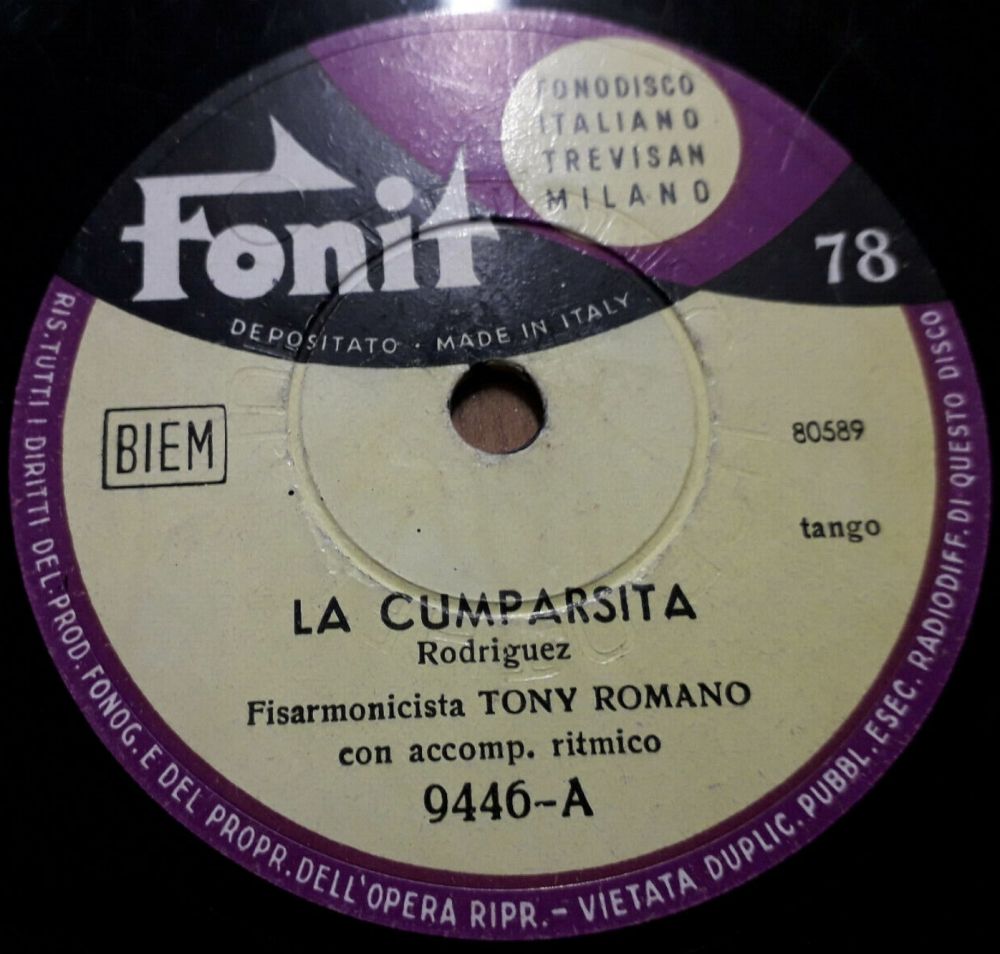 Fonit
FONODISCO
ITALIANO
TREVISAN
MILANO
78
DEPOSITATO · MADE IN ITALY
BIEM
80589
tango
LA CUMPARSITA
Rodriguez
Fisarmonicista TONY ROMANO
con accomp. ritmico
9446-A
RIS. TUTTI I DIRITTI DEL PROD. FONOG. E DEL PROPR. DELL'OPERA RIPR. – VIETATA DUPLIC. PUBBL. ESEC. RADIODIFF. DI QUESTO DISCO